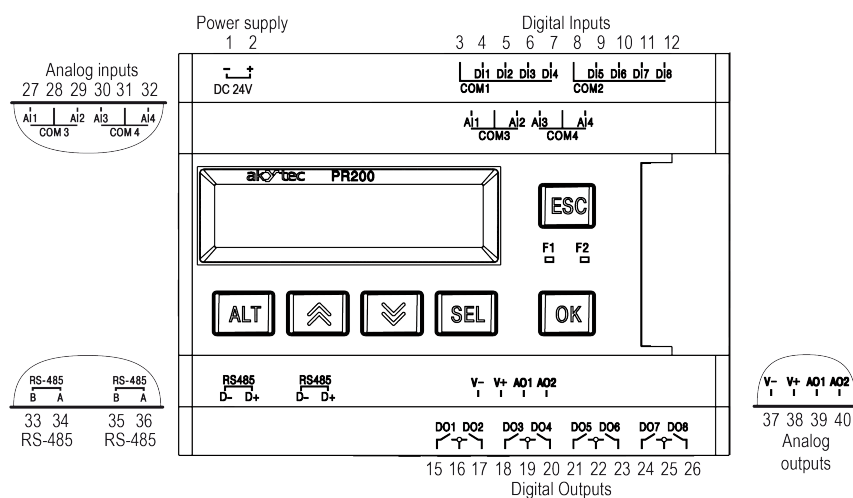 Power supply
1 2
Digital Inputs
3 4 5 6 7 8 9 10 11 12
Analog inputs
27 28 29 30 31 32
AI1 AI2 AI3 AI4
COM 3 COM 4
- +
DC 24V
DI1 DI2 DI3 DI4 DI5 DI6 DI7 DI8
COM1 COM2
AI1 AI2 AI3 AI4
COM3 COM4
akytec PR200
ESC
F1 F2
ALT SEL OK
RS-485 RS-485
B A B A
33 34 35 36
RS-485 RS-485
RS485 RS485
D- D+ D- D+
V- V+ AO1 AO2
V- V+ AO1 AO2
37 38 39 40
Analog
outputs
DO1 DO2 DO3 DO4 DO5 DO6 DO7 DO8
15 16 17 18 19 20 21 22 23 24 25 26
Digital Outputs